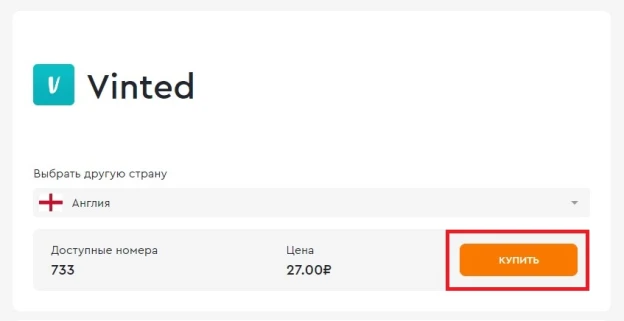 V Vinted
Выбрать другую страну
Англия
Доступные номера Цена
733 27.00₽ КУПИТЬ